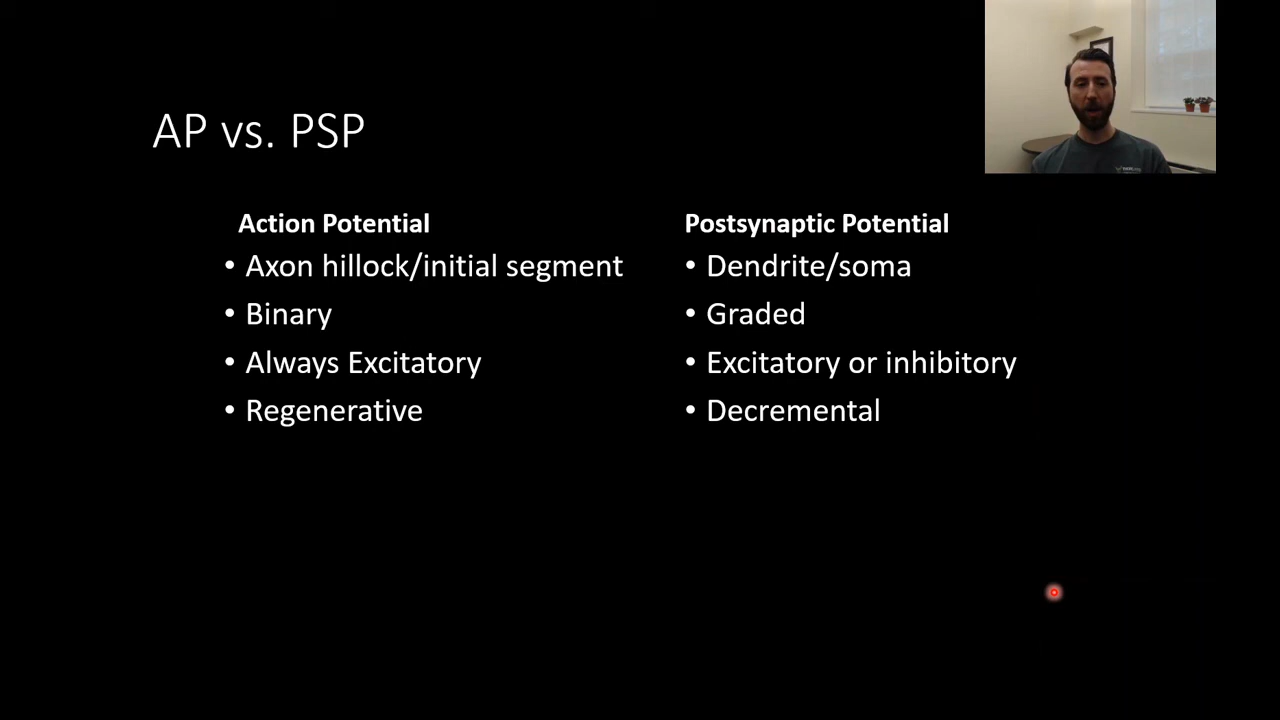 AP vs. PSP
Action Potential
• Axon hillock/initial segment
• Binary
• Always Excitatory
• Regenerative
Postsynaptic Potential
• Dendrite/soma
• Graded
• Excitatory or inhibitory
• Decremental